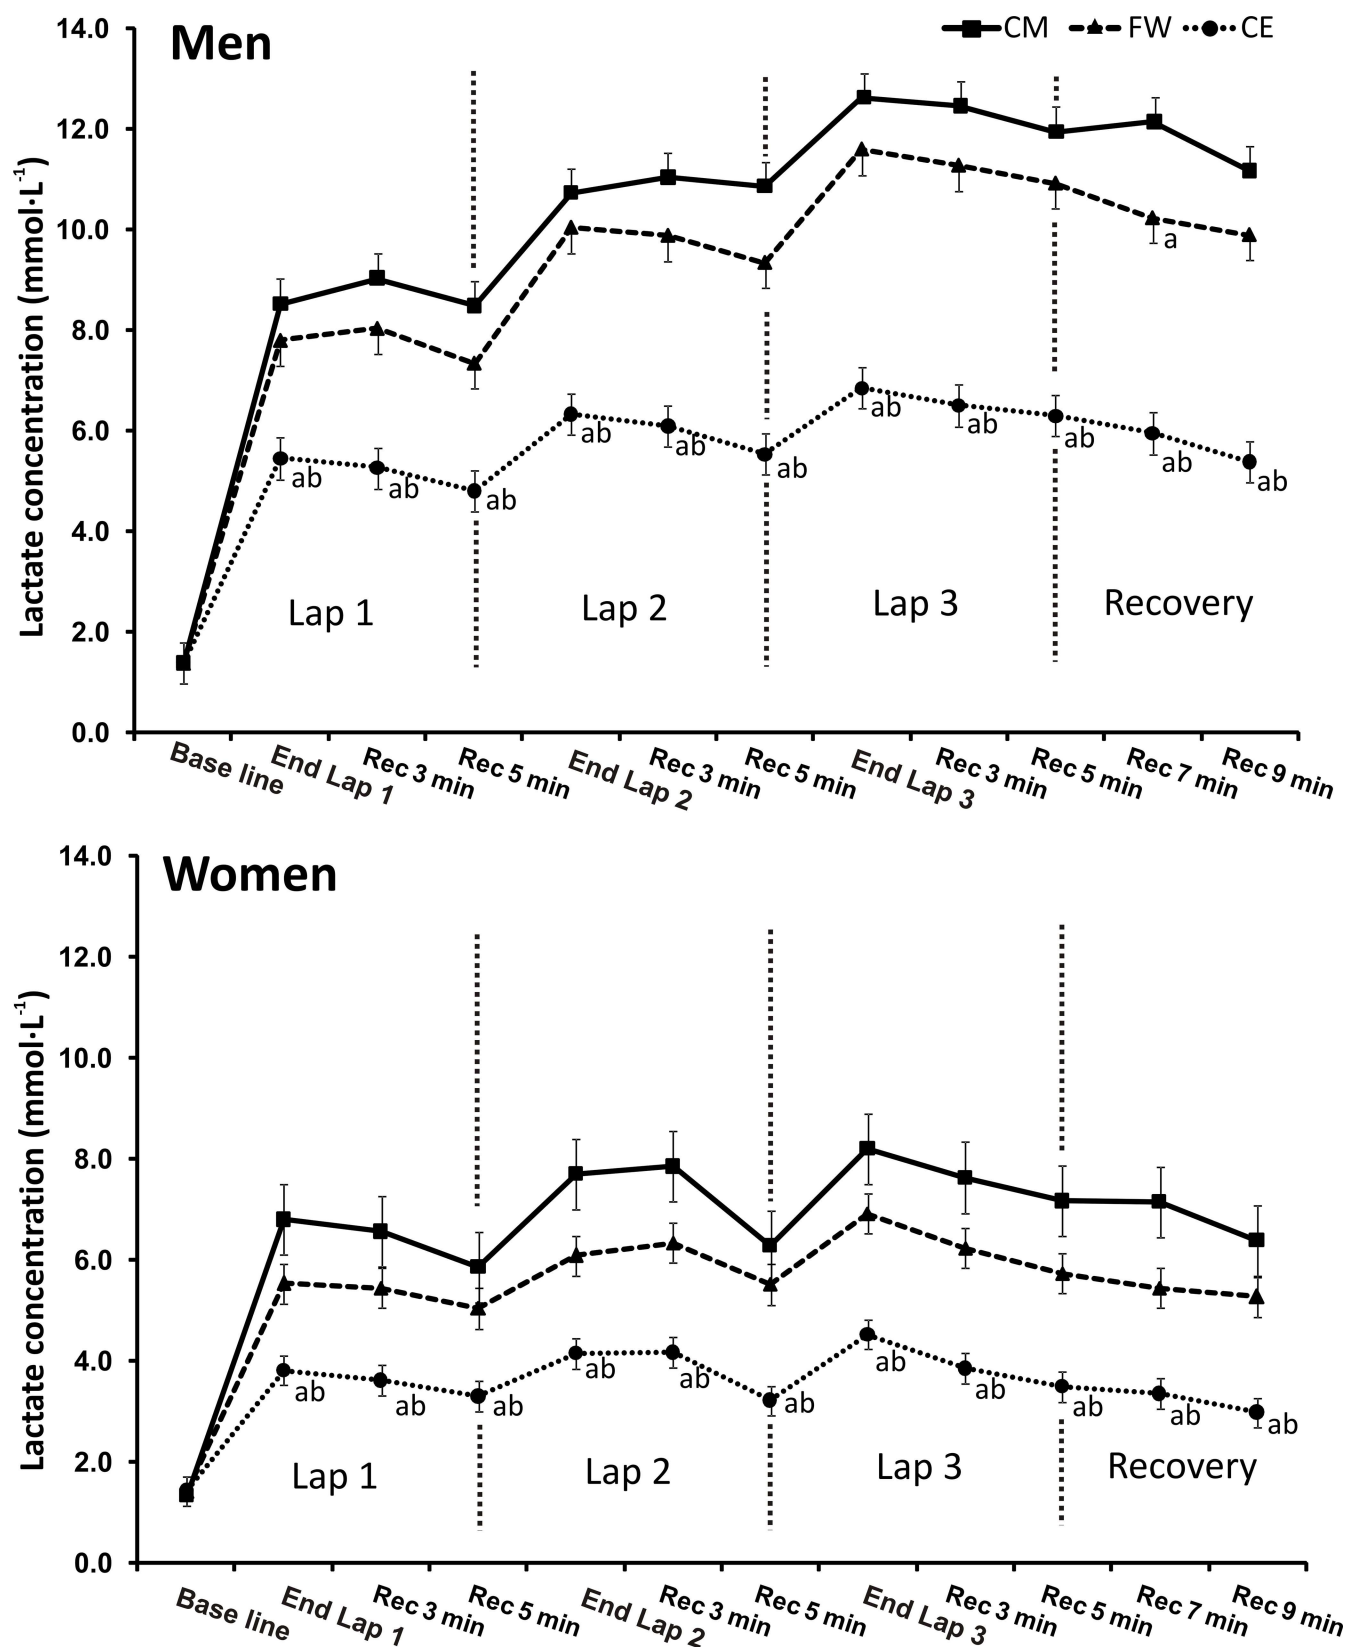 Men
CM FW CE
Lactate concentration (mmol·L-1)
14.0
12.0
10.0
8.0
6.0
4.0
2.0
0.0
a
ab ab ab ab ab ab ab ab ab ab ab
Lap 1 Lap 2 Lap 3 Recovery
Base line End Lap 1 Rec 3 min Rec 5 min End Lap 2 Rec 3 min Rec 5 min End Lap 3 Rec 3 min Rec 5 min Rec 7 min Rec 9 min
Women
Lactate concentration (mmol·L-1)
14.0
12.0
10.0
8.0
6.0
4.0
2.0
0.0
ab ab ab ab ab ab ab ab ab ab ab
Lap 1 Lap 2 Lap 3 Recovery
Base line End Lap 1 Rec 3 min Rec 5 min End Lap 2 Rec 3 min Rec 5 min End Lap 3 Rec 3 min Rec 5 min Rec 7 min Rec 9 min